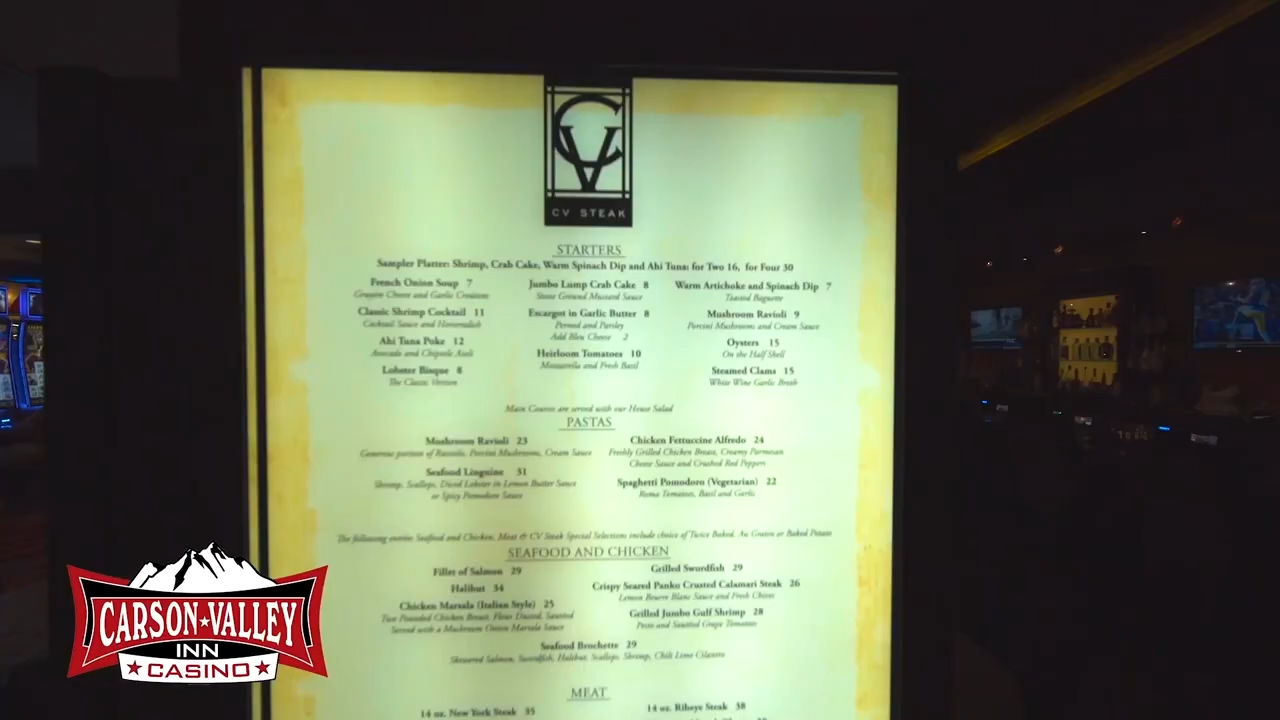 CV
CV STEAK
STARTERS
Sampler Platter: Shrimp, Crab Cake, Warm Spinach Dip and Ahi Tuna: for Two 16, for Four 30
French Onion Soup 7
Gruyere Cheese and Garlic Croutons
Classic Shrimp Cocktail 11
Cocktail Sauce and Horseradish
Ahi Tuna Poke 12
Avocado and Chipotle Aioli
Lobster Bisque 8
The Classic Version
Jumbo Lump Crab Cake 8
Stone Ground Mustard Sauce
Escargot in Garlic Butter 8
Pernod and Parsley
Add Bleu Cheese 2
Heirloom Tomatoes 10
Mozzarella and Fresh Basil
Warm Artichoke and Spinach Dip 7
Toasted Baguette
Mushroom Ravioli 9
Porcini Mushrooms and Cream Sauce
Oysters 15
On the Half Shell
Steamed Clams 15
White Wine Garlic Broth
Main Courses are served with our House Salad
PASTAS
Mushroom Ravioli 23
Generous portion of Raviolis, Porcini Mushrooms, Cream Sauce
Seafood Linguine 31
Shrimp, Scallops, Diced Lobster in Lemon Butter Sauce
or Spicy Pomodoro Sauce
Chicken Fettuccine Alfredo 24
Freshly Grilled Chicken Breast, Creamy Parmesan
Cheese Sauce and Crushed Red Peppers
Spaghetti Pomodoro (Vegetarian) 22
Roma Tomatoes, Basil and Garlic
The following entrées Seafood and Chicken, Meat & CV Steak Special Selections include choice of Twice Baked, Au Gratin or Baked Potato
SEAFOOD AND CHICKEN
Fillet of Salmon 29
Halibut 34
Chicken Marsala (Italian Style) 25
Two Pounded Chicken Breast, Flour Dusted, Sautéed
Served with a Mushroom Onion Marsala Sauce
Grilled Swordfish 29
Crispy Seared Panko Crusted Calamari Steak 26
Lemon Beurre Blanc Sauce and Fresh Chives
Grilled Jumbo Gulf Shrimp 28
Pesto and Sautéed Grape Tomatoes
Seafood Brochette 29
Skewered Salmon, Swordfish, Halibut, Scallops, Shrimp, Chili Lime Cilantro
MEAT
14 oz. New York Steak 35
14 oz. Ribeye Steak 38
CARSON VALLEY
INN
CASINO